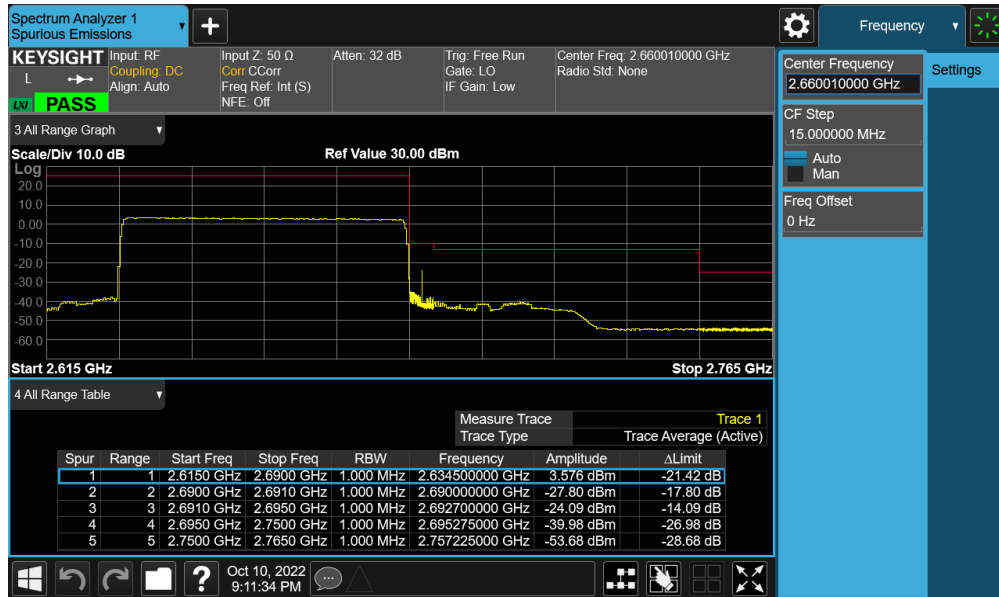 Spectrum Analyzer 1
Spurious Emissions
▼
+
Frequency
▼
KEYSIGHT
L
LXI
PASS
Input: RF
Coupling: DC
Align: Auto
Input Z: 50 Ω
Corr CCorr
Freq Ref: Int (S)
NFE: Off
Atten: 32 dB
Trig: Free Run
Gate: LO
IF Gain: Low
Center Freq: 2.660010000 GHz
Radio Std: None
Center Frequency
2.660010000 GHz
Settings
CF Step
15.000000 MHz
Auto
Man
Freq Offset
0 Hz
3 All Range Graph ▼
Scale/Div 10.0 dB Ref Value 30.00 dBm
Log
20.0
10.0
0.00
-10.0
-20.0
-30.0
-40.0
-50.0
-60.0
Start 2.615 GHz Stop 2.765 GHz
4 All Range Table ▼
Measure Trace Trace 1
Trace Type Trace Average (Active)
Spur Range Start Freq Stop Freq RBW Frequency Amplitude ΔLimit
1 1 2.6150 GHz 2.6900 GHz 1.000 MHz 2.634500000 GHz 3.576 dBm -21.42 dB
2 2 2.6900 GHz 2.6910 GHz 1.000 MHz 2.690000000 GHz -27.80 dBm -17.80 dB
3 3 2.6910 GHz 2.6950 GHz 1.000 MHz 2.692700000 GHz -24.09 dBm -14.09 dB
4 4 2.6950 GHz 2.7500 GHz 1.000 MHz 2.695275000 GHz -39.98 dBm -26.98 dB
5 5 2.7500 GHz 2.7650 GHz 1.000 MHz 2.757225000 GHz -53.68 dBm -28.68 dB
?
Oct 10, 2022
9:11:34 PM